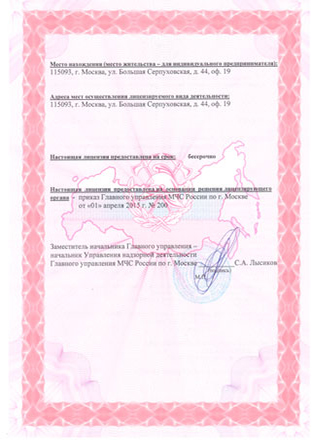 Место нахождения (место жительства – для индивидуального предпринимателя):
115093, г. Москва, ул. Большая Серпуховская, д. 44, оф. 19
Адреса мест осуществления лицензируемого вида деятельности:
115093, г. Москва, ул. Большая Серпуховская, д. 44, оф. 19
Настоящая лицензия предоставлена на срок: бессрочно
Настоящая лицензия предоставлена на основании решения лицензирующего
органа – приказ Главного управления МЧС России по г. Москве
от «01» апреля 2015 г. № 200
Заместитель начальника Главного управления –
начальник Управления надзорной деятельности
Главного управления МЧС России по г. Москве С.А. Лысиков
(подпись)
М.П.